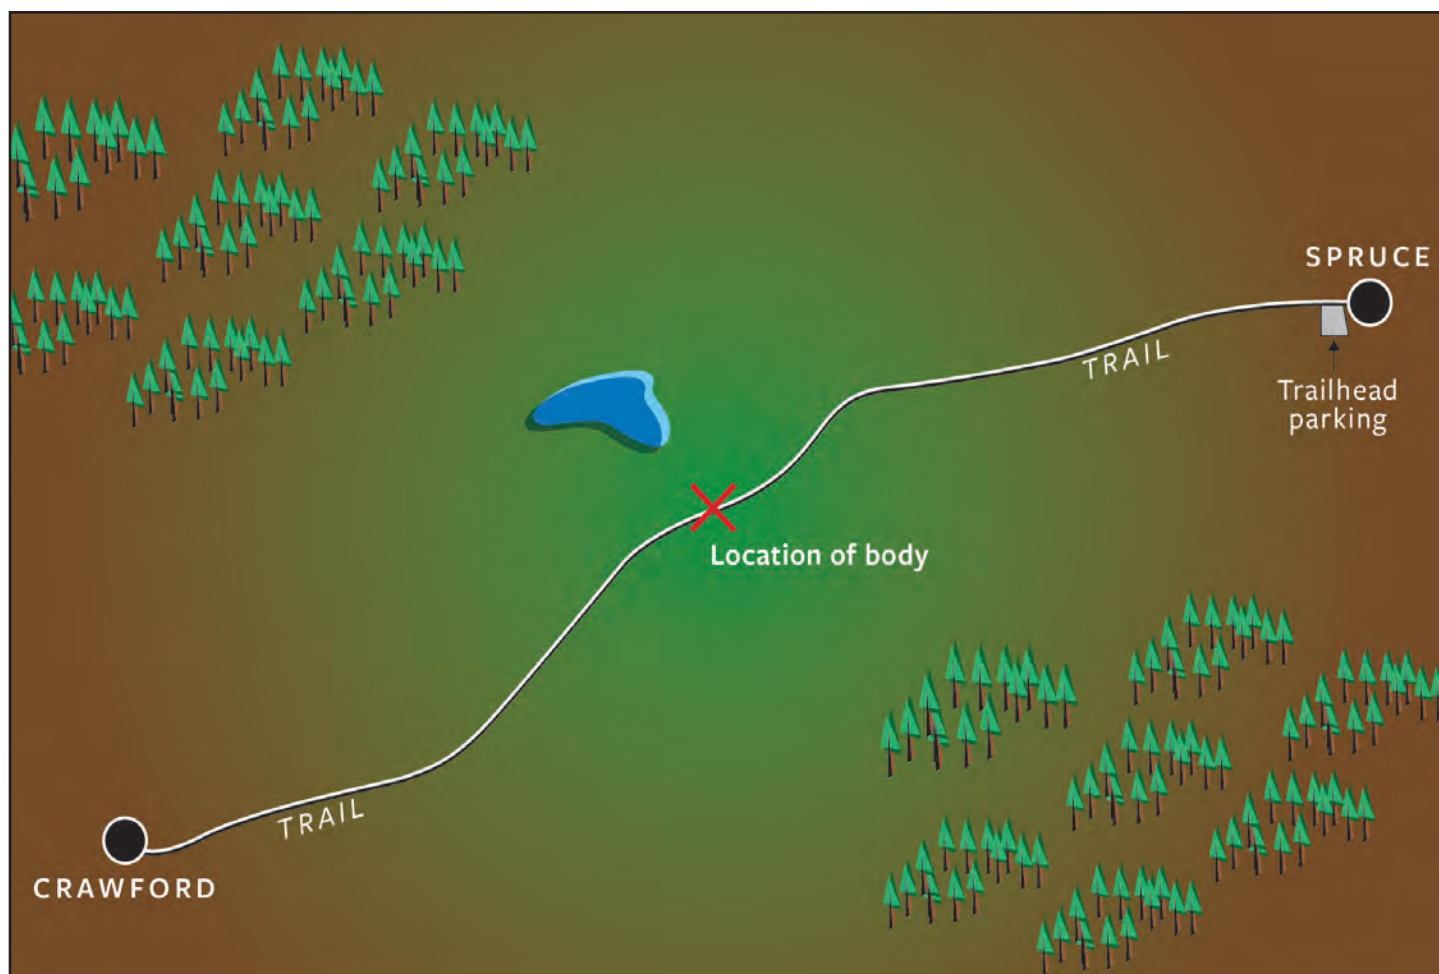 SPRUCE
TRAIL
Trailhead
parking
Location of body
TRAIL
CRAWFORD